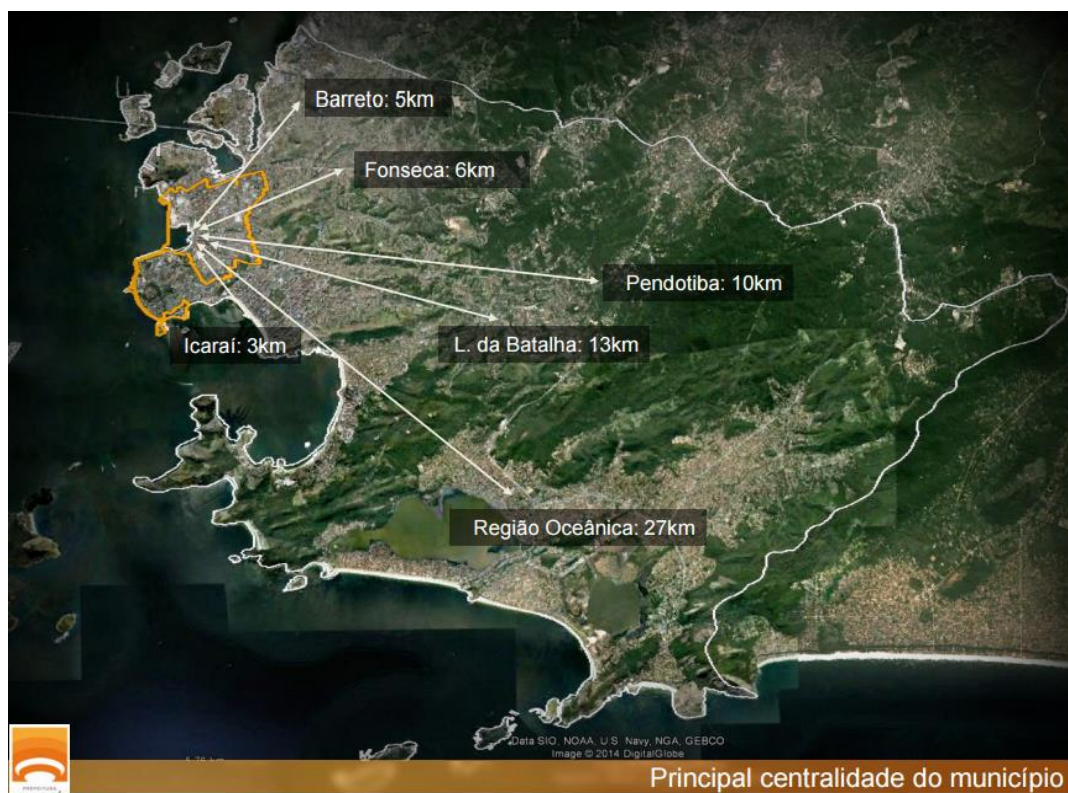 Barreto: 5km
Fonseca: 6km
Pendotiba: 10km
Icaraí: 3km
L. da Batalha: 13km
Região Oceânica: 27km
Data SIO, NOAA, U.S. Navy, NGA, GEBCO
Image © 2014 DigitalGlobe
PREFEITURA
Principal centralidade do município